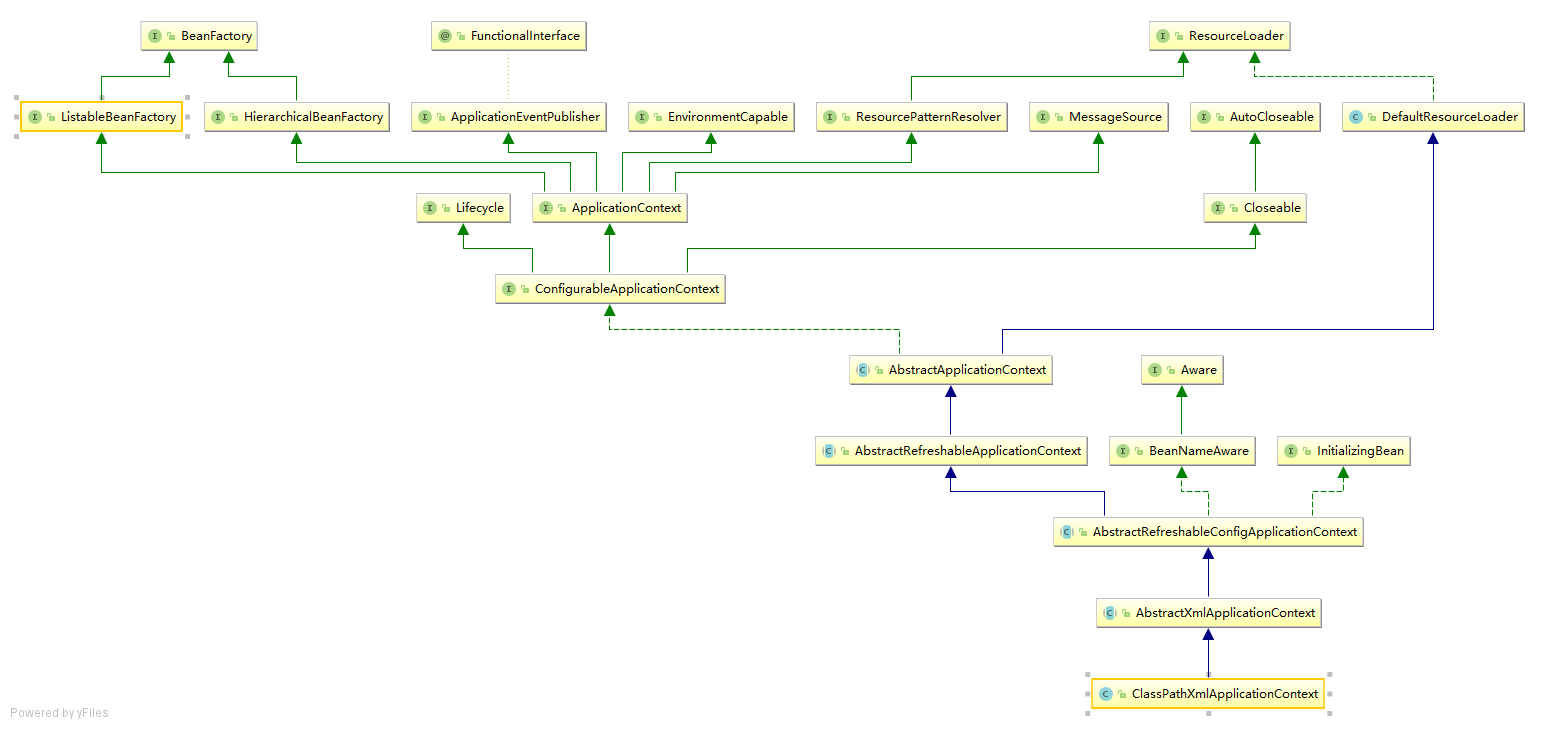 BeanFactory
FunctionalInterface
ResourceLoader
ListableBeanFactory
HierarchicalBeanFactory
ApplicationEventPublisher
EnvironmentCapable
ResourcePatternResolver
MessageSource
AutoCloseable
DefaultResourceLoader
Lifecycle
ApplicationContext
Closeable
ConfigurableApplicationContext
AbstractApplicationContext
Aware
AbstractRefreshableApplicationContext
BeanNameAware
InitializingBean
AbstractRefreshableConfigApplicationContext
AbstractXmlApplicationContext
ClassPathXmlApplicationContext
Powered by yFiles